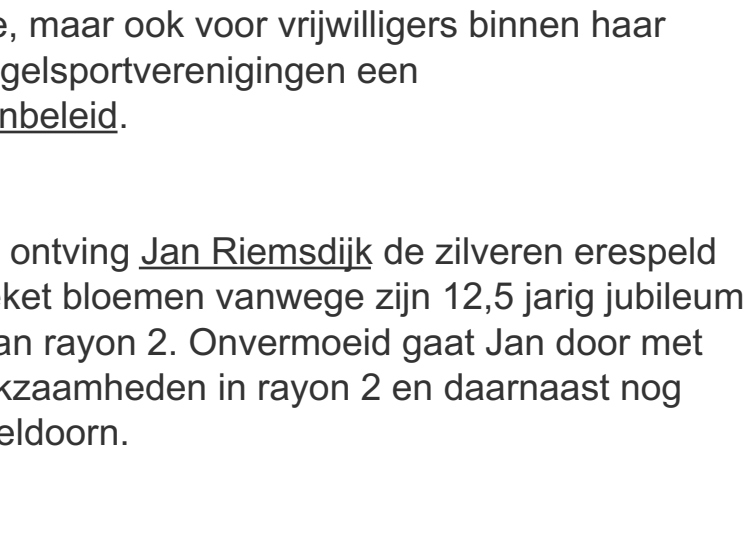 e, maar ook voor vrijwilligers binnen haar
gelsportverenigingen een
nbeleid.
ontving Jan Riemsdijk de zilveren erespeld
eket bloemen vanwege zijn 12,5 jarig jubileum
an rayon 2. Onvermoeid gaat Jan door met
kzaamheden in rayon 2 en daarnaast nog
eldoorn.